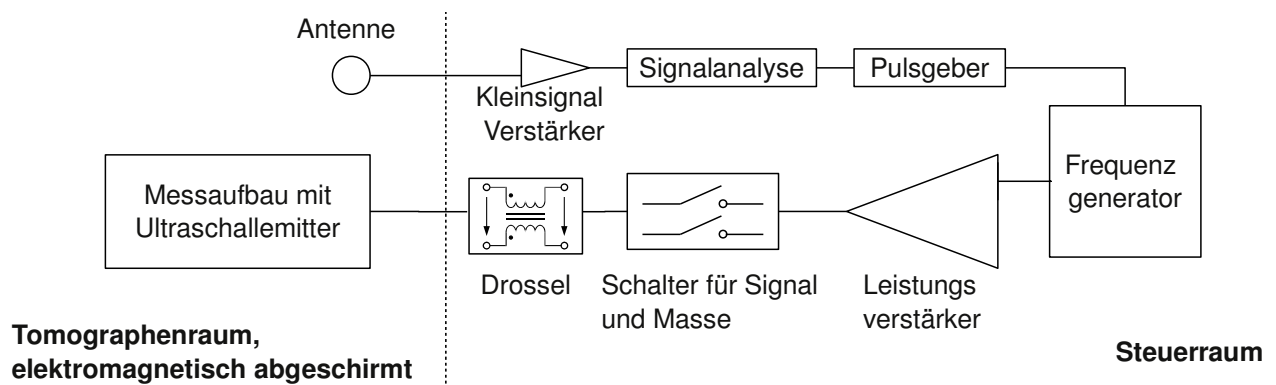 Antenne
Kleinsignal
Verstärker
Signalanalyse
Pulsgeber
Frequenz
generator
Messaufbau mit
Ultraschallemitter
Drossel
Schalter für Signal
und Masse
Leistungs
verstärker
Tomographenraum,
elektromagnetisch abgeschirmt
Steuerraum